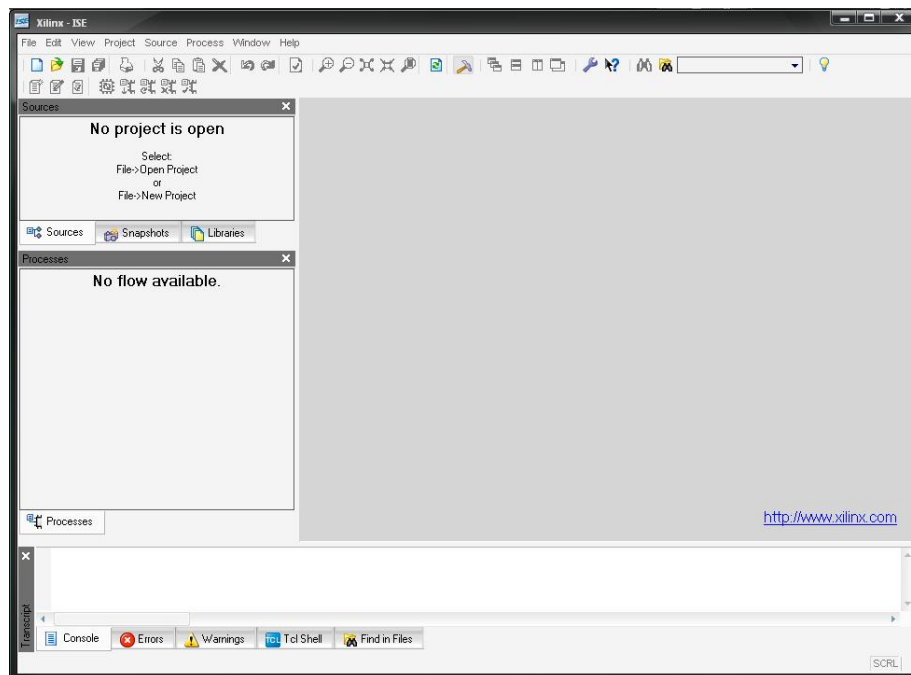 ISE Xilinx - ISE
File Edit View Project Source Process Window Help
Sources
No project is open
Select:
File->Open Project
or
File->New Project
Sources Snapshots Libraries
Processes
No flow available.
Processes
http://www.xilinx.com
Transcript
Console Errors Warnings TCL Tcl Shell Find in Files
SCRL